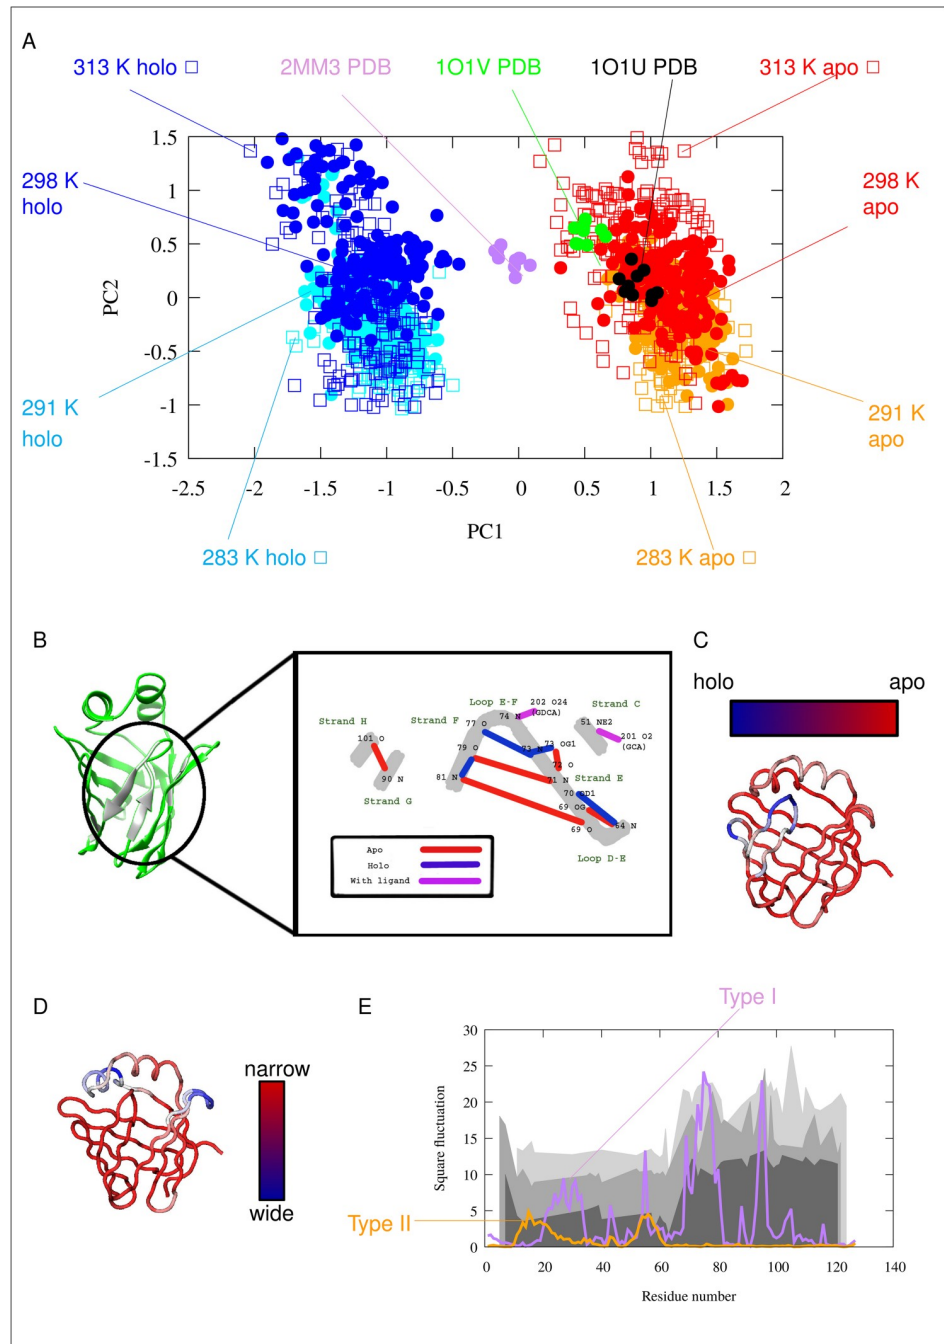 A
313 K holo □
2MM3 PDB
1O1V PDB
1O1U PDB
313 K apo □
298 K
holo
298 K
apo
291 K
holo
291 K
apo
PC2
1.5
1
0.5
0
-0.5
-1
-1.5
-2.5 -2 -1.5 -1 -0.5 0 0.5 1 1.5 2
PC1
283 K holo □
283 K apo □
B
Strand H
101 O
90 N
Strand G
Strand F
Loop E-F
77 O
74 N
202 O24
(GDCA)
Strand C
51 NE2
201 O2
(GCA)
79 O
73 N
73 OG1
71 O
81 N
71 N
Strand E
70 OD1
69 OG
69 O
64 N
Loop D-E
Apo
Holo
With ligand
C
holo apo
D
narrow
wide
E
Type I
Type II
Square fluctuation
30
25
20
15
10
5
0
0 20 40 60 80 100 120 140
Residue number